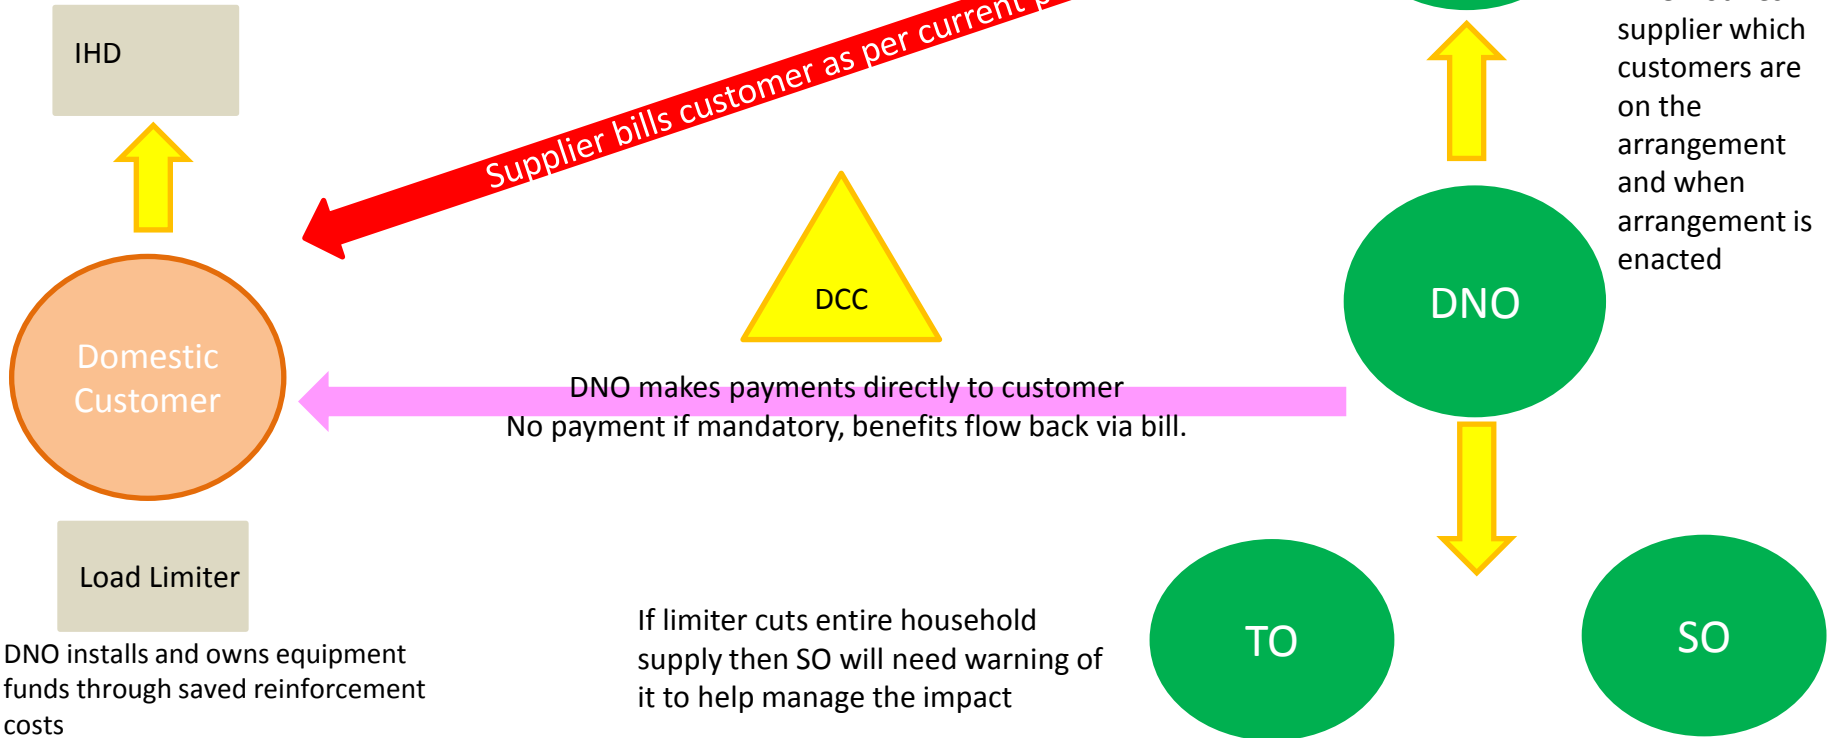 IHD
Supplier bills customer as per current
supplier which
customers are
on the
arrangement
and when
arrangement is
enacted
DCC
DNO
Domestic
Customer
DNO makes payments directly to customer
No payment if mandatory, benefits flow back via bill.
Load Limiter
DNO installs and owns equipment
funds through saved reinforcement
costs
If limiter cuts entire household
supply then SO will need warning of
it to help manage the impact
TO
SO